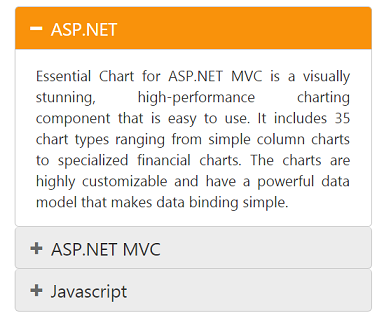 ASP.NET
Essential Chart for ASP.NET MVC is a visually
stunning, high-performance charting
component that is easy to use. It includes 35
chart types ranging from simple column charts
to specialized financial charts. The charts are
highly customizable and have a powerful data
model that makes data binding simple.
ASP.NET MVC
Javascript